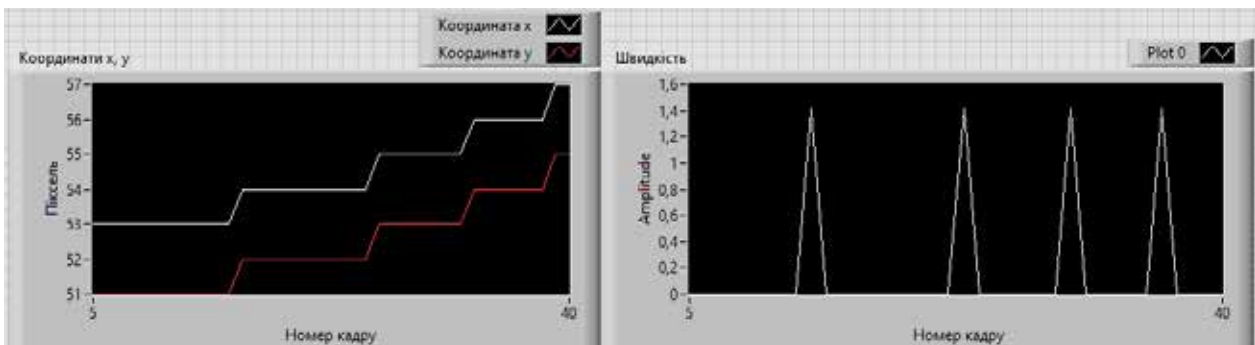 Координата x
Координата y
Координати x, y
Пікссель
57
56
55
54
53
52
51
5
40
Номер кадру
Plot 0
Швидкість
Amplitude
1,6
1,4
1,2
1
0,8
0,6
0,4
0,2
0
5
40
Номер кадру